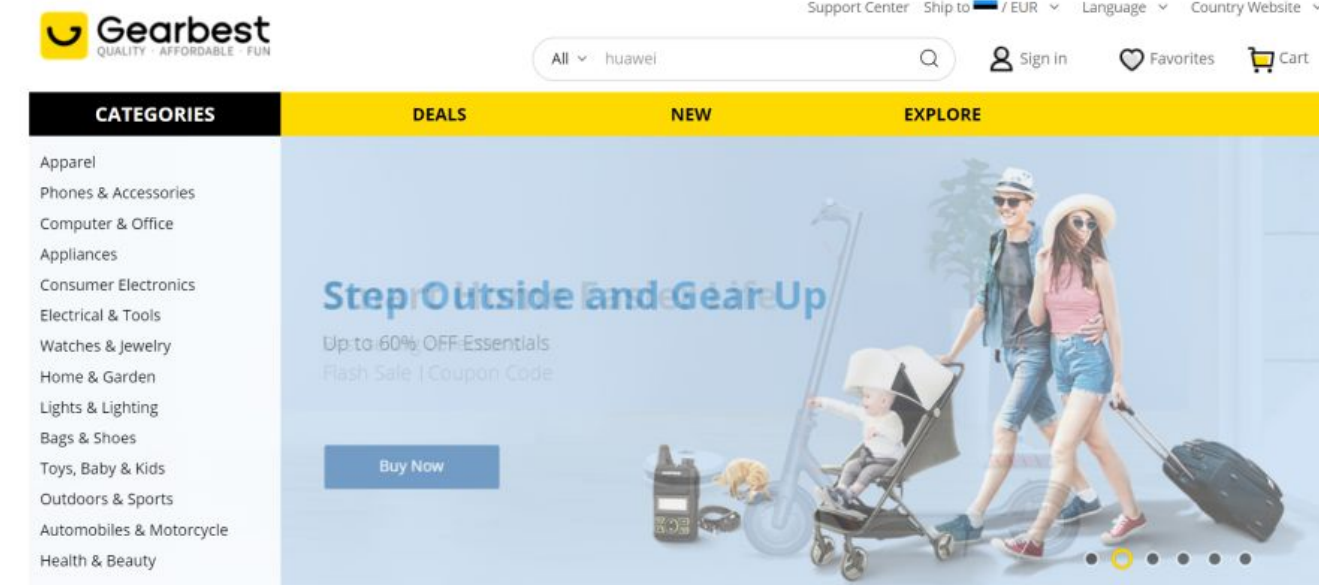 Support Center Ship to / EUR Language Country Website
Gearbest
QUALITY · AFFORDABLE · FUN
All huawei
Sign in
Favorites
Cart
CATEGORIES
DEALS
NEW
EXPLORE
Apparel
Phones & Accessories
Computer & Office
Appliances
Consumer Electronics
Electrical & Tools
Watches & Jewelry
Home & Garden
Lights & Lighting
Bags & Shoes
Toys, Baby & Kids
Outdoors & Sports
Automobiles & Motorcycle
Health & Beauty
Step Outside and Gear Up
Up to 60% OFF Essentials
Flash Sale | Coupon Code
Buy Now